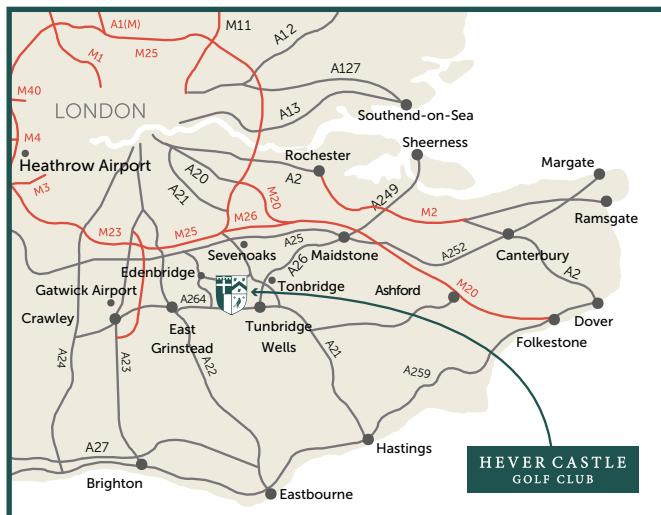 A1(M)
M11
A12
M1
M25
A127
M40
LONDON
A13
Southend-on-Sea
M4
Sheerness
Heathrow Airport
Rochester
Margate
A20
A2
A21
M3
M20
A249
M2
Ramsgate
M23
M25
M26
A25
A252
Canterbury
Sevenoaks
Maidstone
A26
A2
Edenbridge
Tonbridge
Ashford
M20
Gatwick Airport
A264
Dover
Crawley
East
Grinstead
Tunbridge
Wells
Folkestone
A24
A23
A22
A21
A259
A27
Hastings
HEVER CASTLE
GOLF CLUB
Brighton
Eastbourne